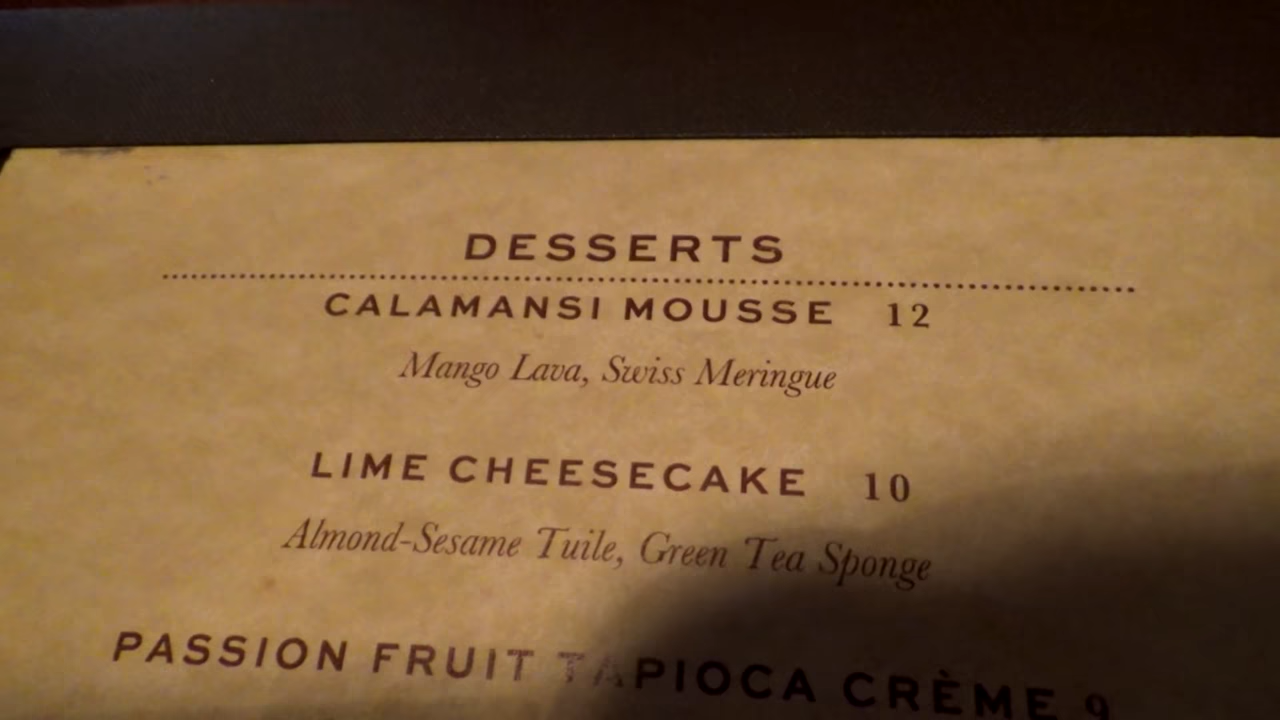 DESSERTS
CALAMANSI MOUSSE 12
Mango Lava, Swiss Meringue
LIME CHEESECAKE 10
Almond-Sesame Tuile, Green Tea Sponge
PASSION FRUIT TAPIOCA CRÈME 9